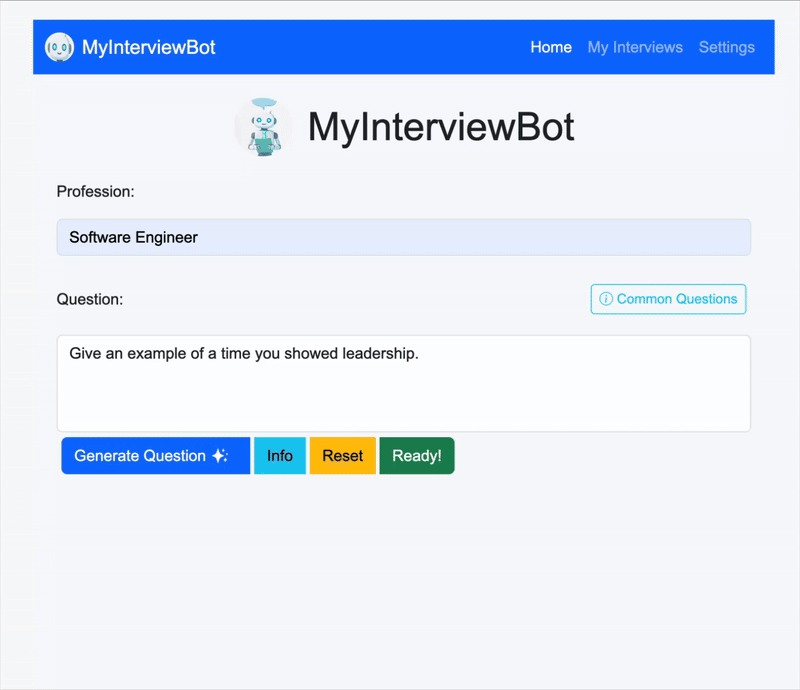 MyInterviewBot Home My Interviews Settings
MyInterviewBot
Profession:
Software Engineer
Question: Common Questions
Give an example of a time you showed leadership.
Generate Question Info Reset Ready!